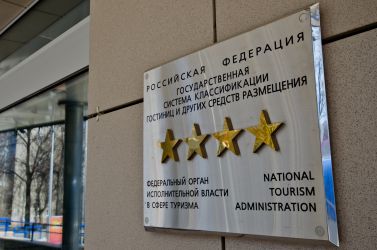 РОССИЙСКАЯ ФЕДЕРАЦИЯ
ГОСУДАРСТВЕННАЯ
СИСТЕМА КЛАССИФИКАЦИИ
ГОСТИНИЦ И ДРУГИХ СРЕДСТВ РАЗМЕЩЕНИЯ
ФЕДЕРАЛЬНЫЙ ОРГАН
ИСПОЛНИТЕЛЬНОЙ ВЛАСТИ
В СФЕРЕ ТУРИЗМА
NATIONAL
TOURISM
ADMINISTRATION